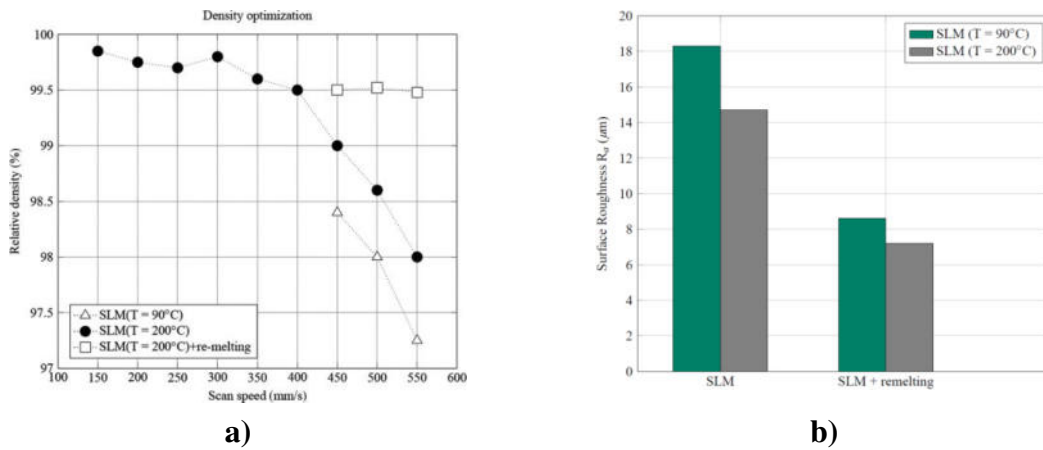 Density optimization
100
99.5
99
98.5
98
97.5
97
Relative density (%)
SLM(T = 90°C)
SLM(T = 200°C)
SLM(T = 200°C)+re-melting
100 150 200 250 300 350 400 450 500 550 600
Scan speed (mm/s)
a)
20
18
16
14
12
10
8
6
4
2
0
Surface Roughness Ra (μm)
SLM (T = 90°C)
SLM (T = 200°C)
SLM SLM + remelting
b)